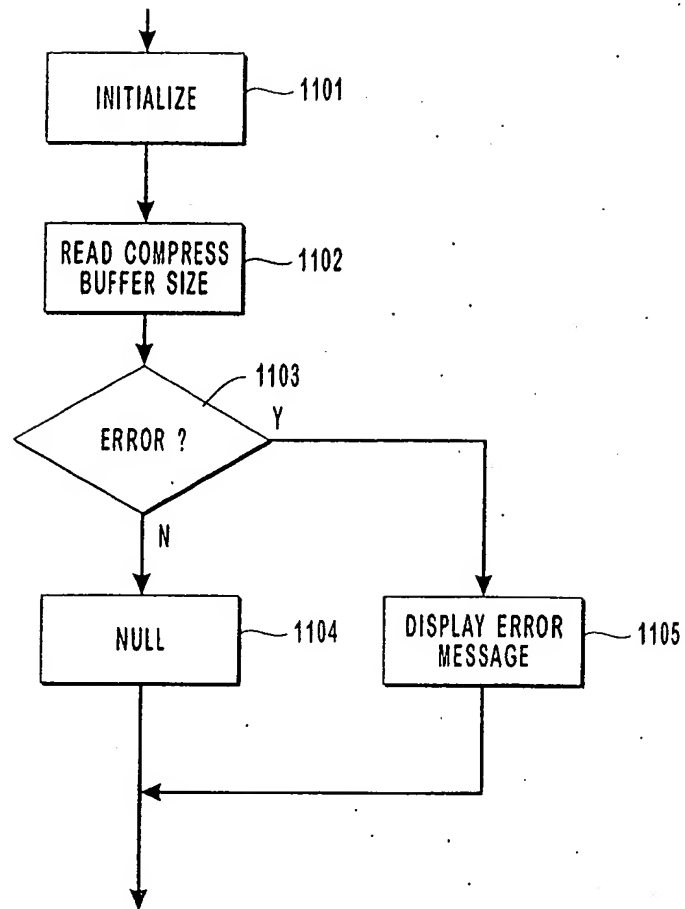 INITIALIZE
1101
READ COMPRESS
BUFFER SIZE
1102
1103
ERROR ?
Y
N
NULL
1104
DISPLAY ERROR
MESSAGE
1105